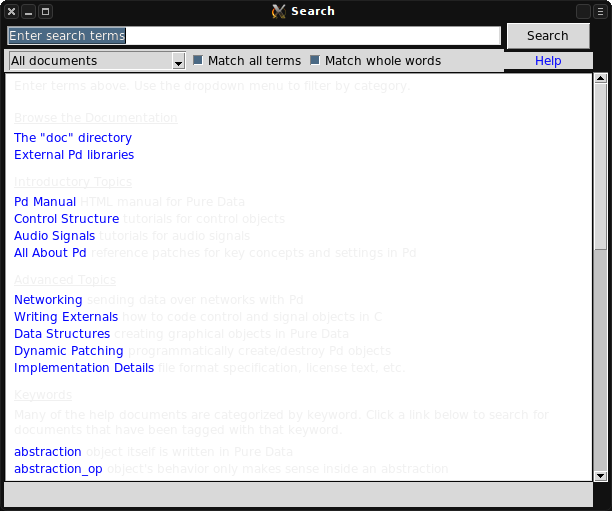 Search
Enter search terms
Search
All documents
Match all terms
Match whole words
Help
Enter terms above. Use the dropdown menu to filter by category.
Browse the Documentation
The "doc" directory
External Pd libraries
Introductory Topics
Pd Manual HTML manual for Pure Data
Control Structure tutorials for control objects
Audio Signals tutorials for audio signals
All About Pd reference patches for key concepts and settings in Pd
Advanced Topics
Networking sending data over networks with Pd
Writing Externals how to code control and signal objects in C
Data Structures creating graphical objects in Pure Data
Dynamic Patching programmatically create/destroy Pd objects
Implementation Details file format specification, license text, etc.
Keywords
Many of the help documents are categorized by keyword. Click a link below to search for
documents that have been tagged with that keyword.
abstraction object itself is written in Pure Data
abstraction_op object's behavior only makes sense inside an abstraction